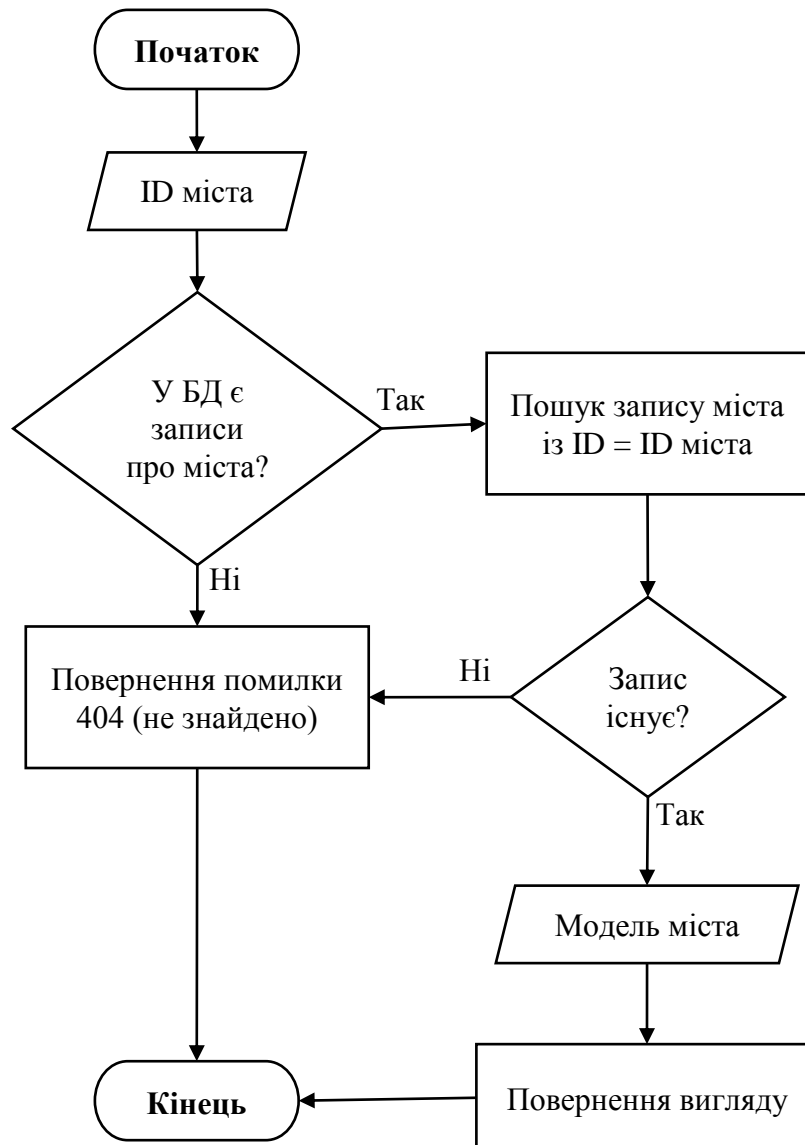 Початок
ID міста
У БД є
записи
про міста?
Так
Пошук запису міста
із ID = ID міста
Ні
Повернення помилки
404 (не знайдено)
Ні
Запис
існує?
Так
Модель міста
Повернення вигляду
Кінець